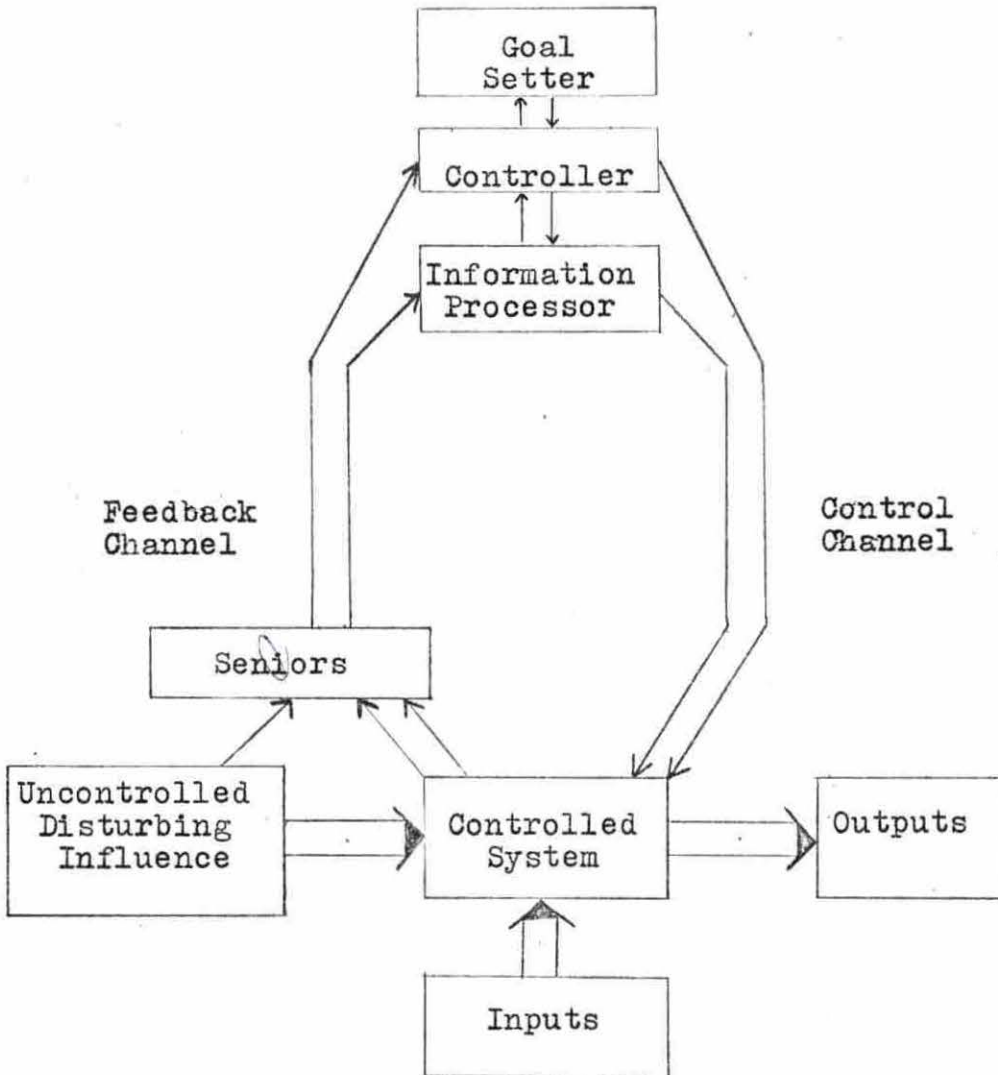 Goal
Setter
Controller
Information
Processor
Feedback
Channel
Control
Channel
Seniors
Uncontrolled
Disturbing
Influence
Controlled
System
Outputs
Inputs